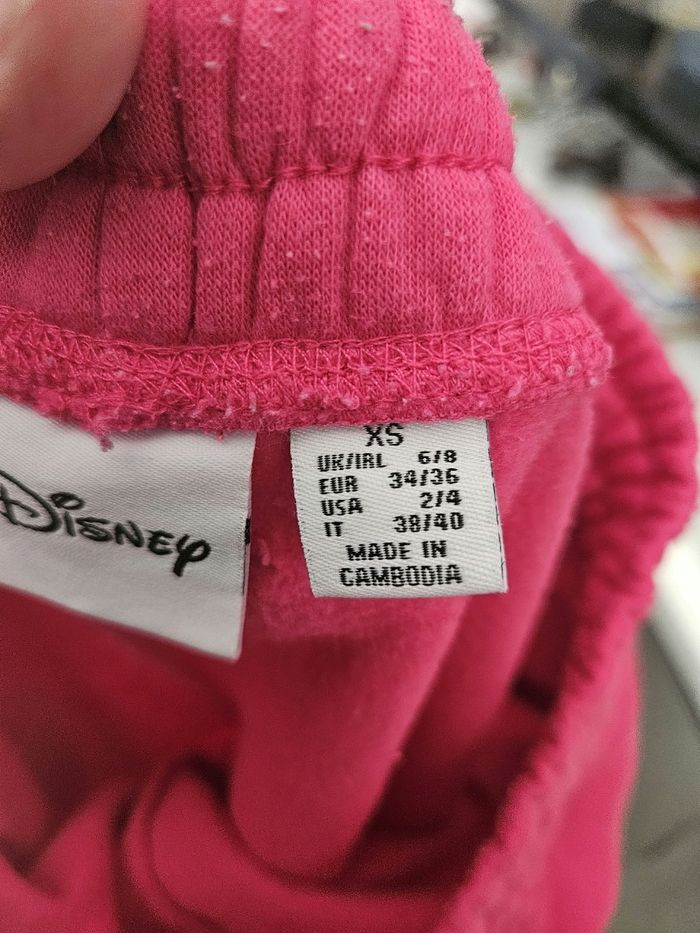 Disney
XS
UK/IRL 6/8
EUR 34/36
USA 2/4
IT 38/40
MADE IN
CAMBODIA